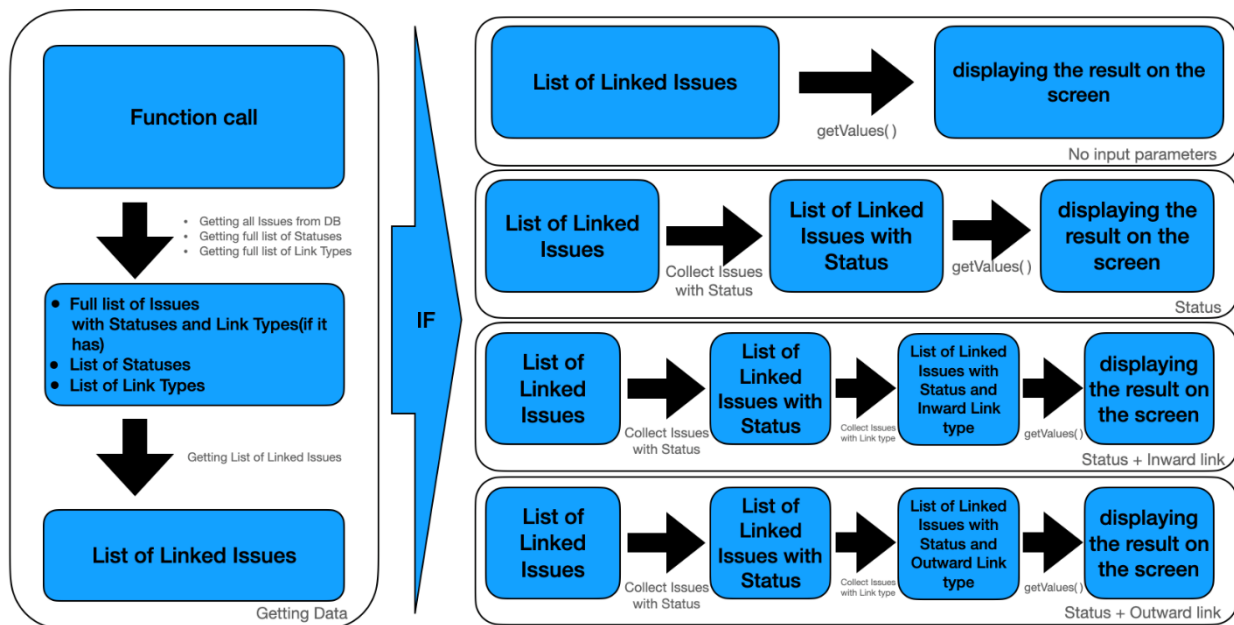 Function call
• Getting all Issues from DB
• Getting full list of Statuses
• Getting full list of Link Types
• Full list of Issues
with Statuses and Link Types(if it
has)
• List of Statuses
• List of Link Types
Getting List of Linked Issues
List of Linked Issues
Getting Data
IF
List of Linked Issues
getValues( )
displaying the result on the
screen
No input parameters
List of Linked
Issues
Collect Issues
with Status
List of Linked
Issues with
Status
getValues( )
displaying the
result on the
screen
Status
List of
Linked
Issues
Collect Issues
with Status
List of
Linked
Issues with
Status
Collect Issues
with Link type
List of Linked
Issues with
Status and
Inward Link
type
getValues( )
displaying
the result on
the screen
Status + Inward link
List of
Linked
Issues
Collect Issues
with Status
List of
Linked
Issues with
Status
Collect Issues
with Link type
List of Linked
Issues with
Status and
Outward Link
type
getValues( )
displaying
the result on
the screen
Status + Outward link